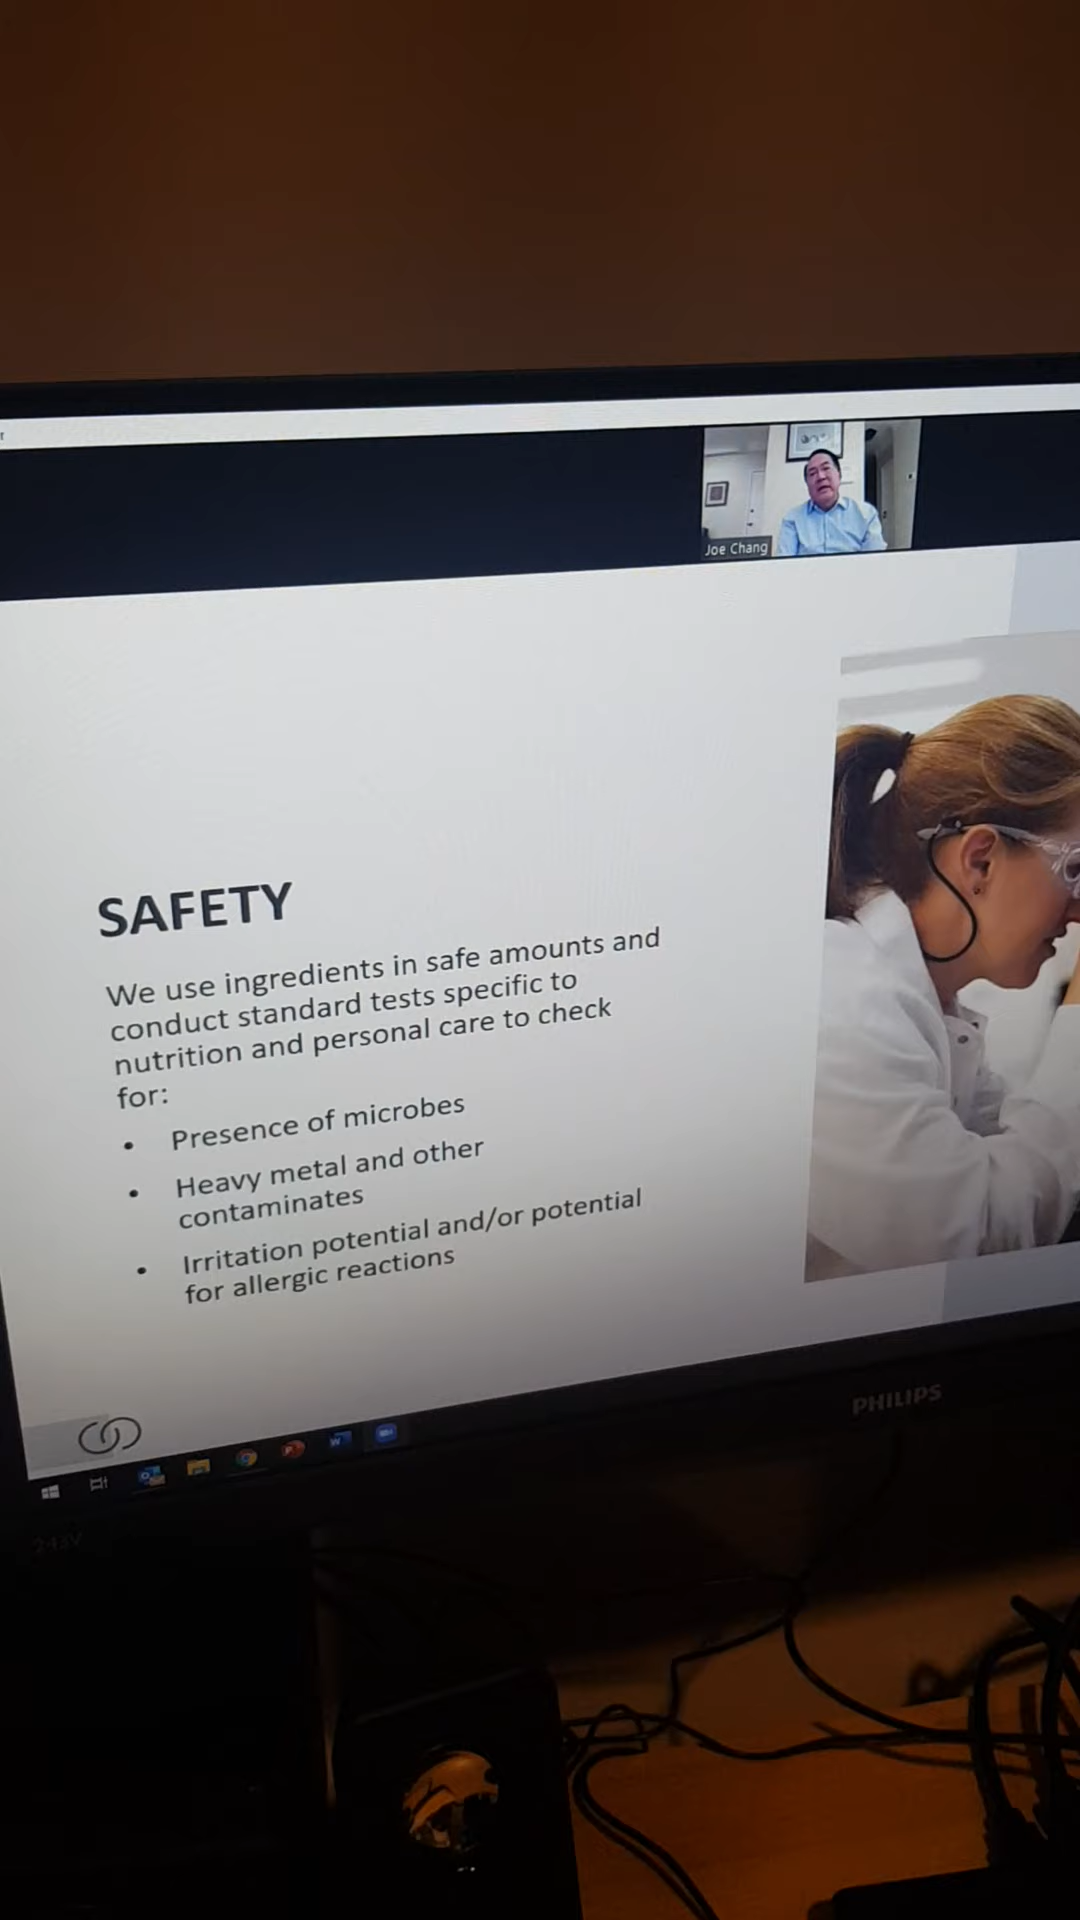 Joe Chang
SAFETY
We use ingredients in safe amounts and
conduct standard tests specific to
nutrition and personal care to check
for:
• Presence of microbes
• Heavy metal and other
contaminates
• Irritation potential and/or potential
for allergic reactions
PHILIPS
243V